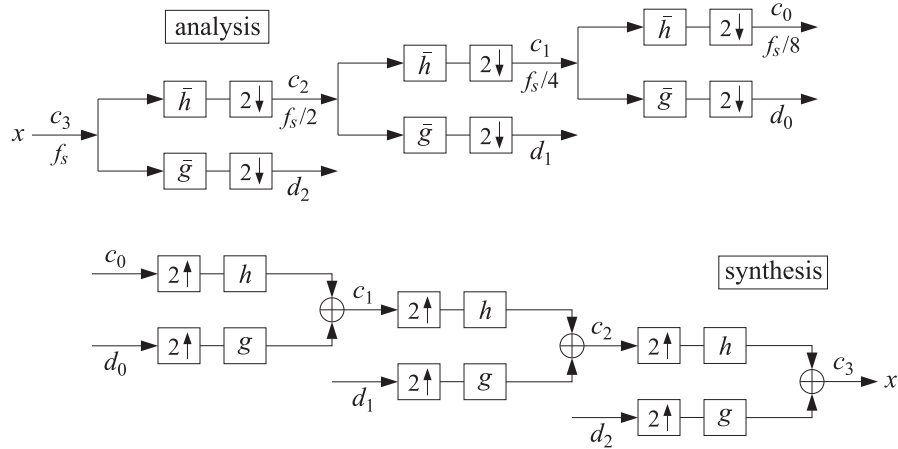 analysis
h̄ 2↓ c₀
fₛ/8
h̄ 2↓ c₁
fₛ/4
ḡ 2↓ d₀
h̄ 2↓ c₂
fₛ/2
ḡ 2↓ d₁
x c₃
fₛ
ḡ 2↓ d₂
synthesis
c₀ 2↑ h
d₀ 2↑ g
c₁ 2↑ h
d₁ 2↑ g
c₂ 2↑ h
d₂ 2↑ g
c₃ x